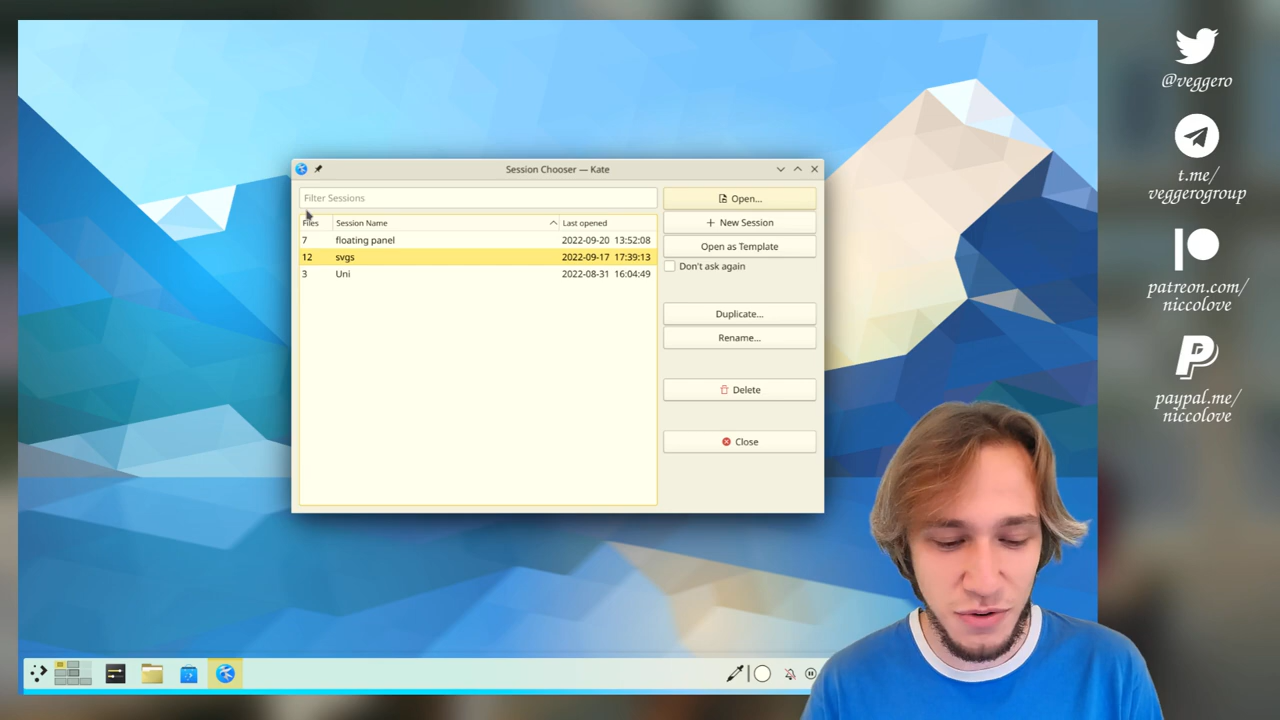 @veggero
t.me/
veggerogroup
patreon.com/
niccolove
paypal.me/
niccolove
Session Chooser — Kate
Filter Sessions
Files Session Name Last opened
7 floating panel 2022-09-20 13:52:08
12 svgs 2022-09-17 17:39:13
3 Uni 2022-08-31 16:04:49
Open...
New Session
Open as Template
Don't ask again
Duplicate...
Rename...
Delete
Close